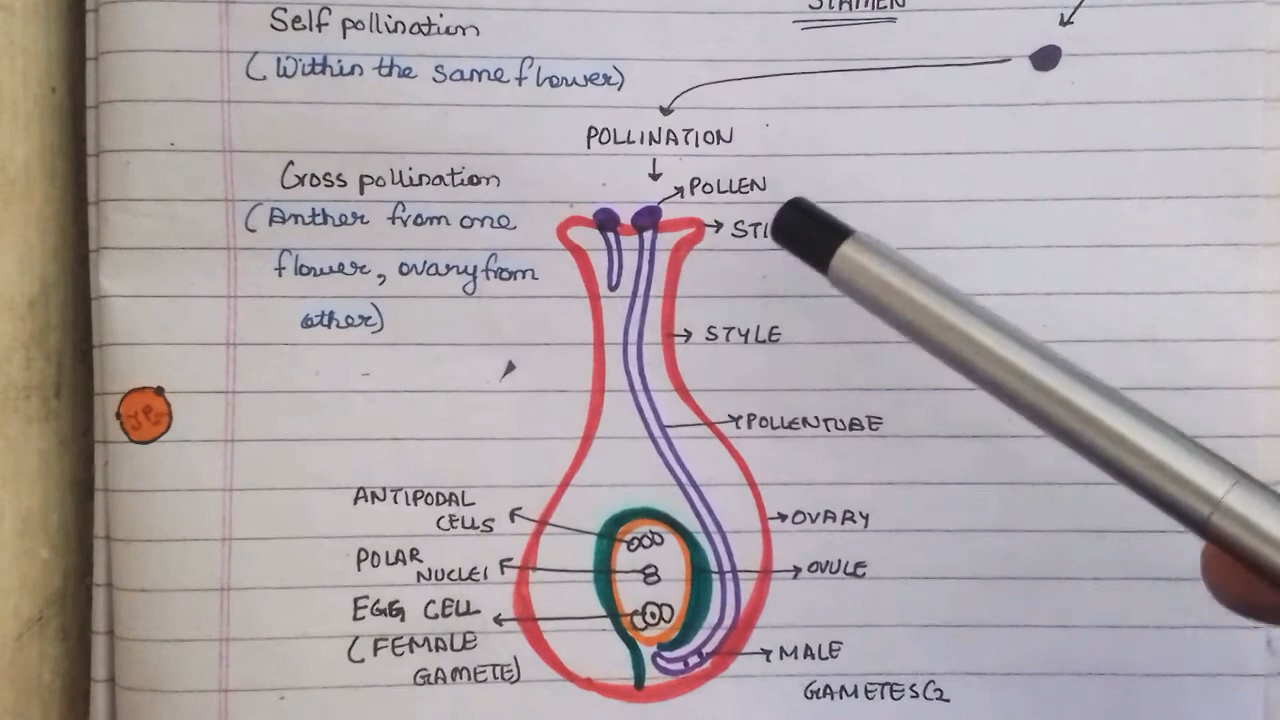 STAMEN
Self pollination
(Within the same flower)
POLLINATION
Cross pollination
(Anther from one
flower, ovary from
other)
POLLEN
STI
STYLE
POLLENTUBE
ANTIPODAL
CELLS
POLAR
NUCLEI
EGG CELL
(FEMALE
GAMETE)
OVARY
OVULE
MALE
GAMETES(2